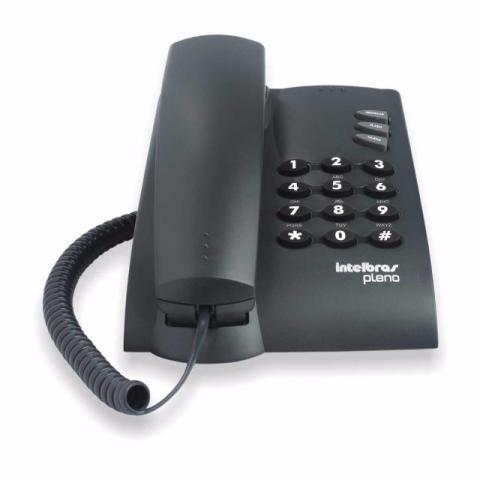 FLASH
1 2 3
ABC DEF
4 5 6
GHI JKL MNO
7 8 9
PQRS TUV WXYZ
* 0 #
intelbras
pleno